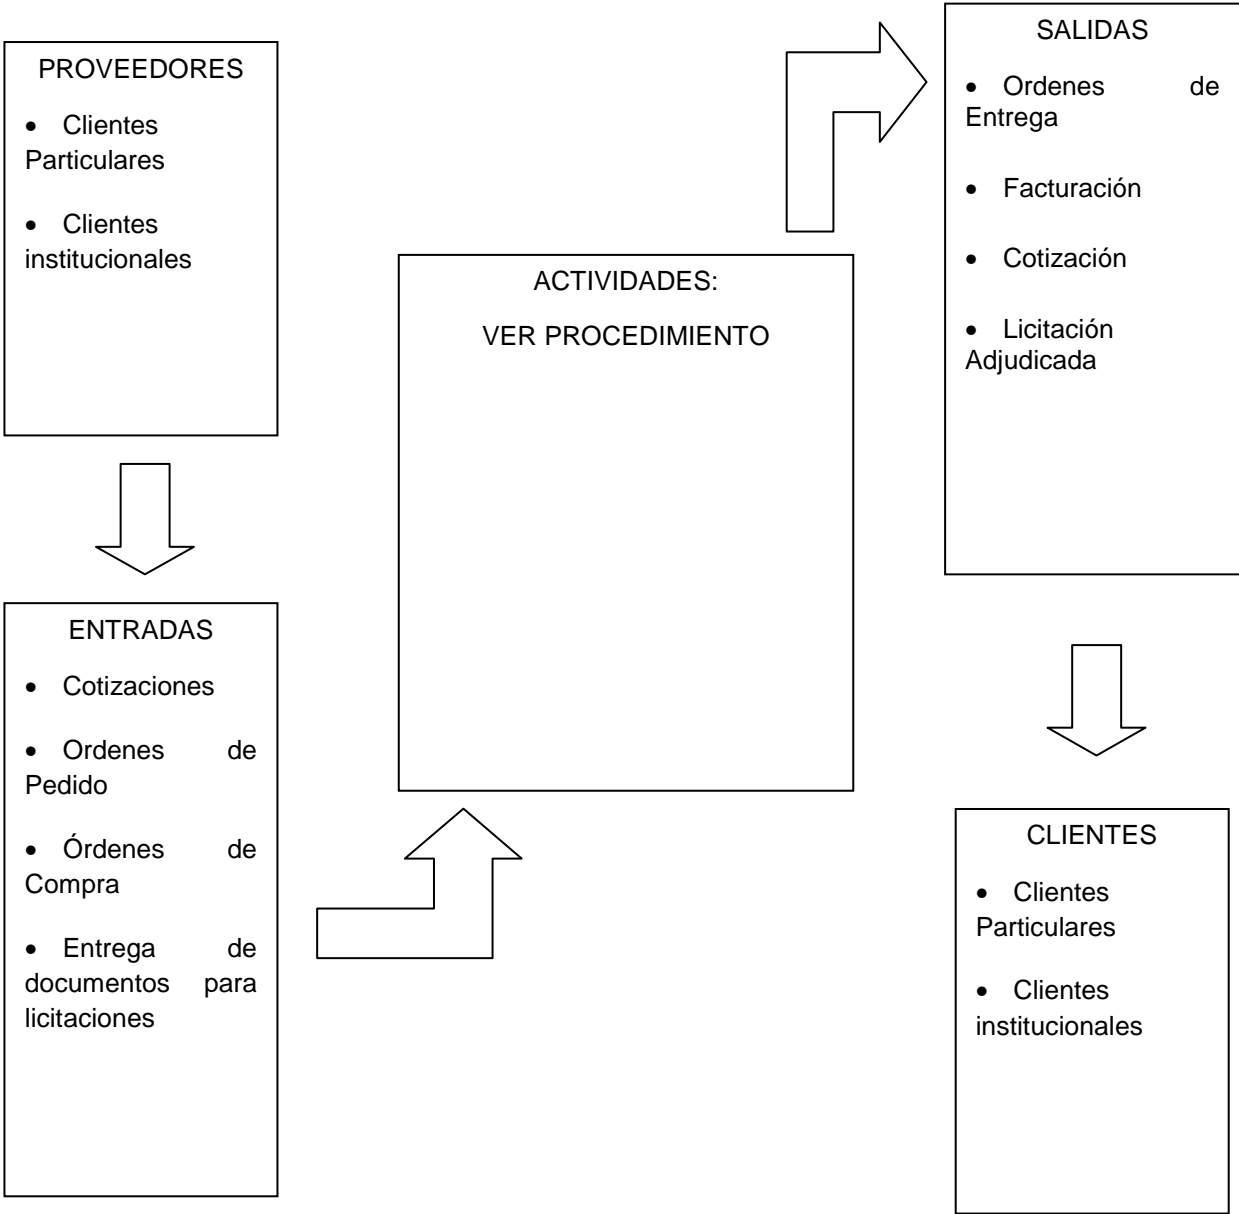 PROVEEDORES
• Clientes
Particulares
• Clientes
institucionales
ENTRADAS
• Cotizaciones
• Ordenes de
Pedido
• Órdenes de
Compra
• Entrega de
documentos para
licitaciones
ACTIVIDADES:
VER PROCEDIMIENTO
SALIDAS
• Ordenes de
Entrega
• Facturación
• Cotización
• Licitación
Adjudicada
CLIENTES
• Clientes
Particulares
• Clientes
institucionales